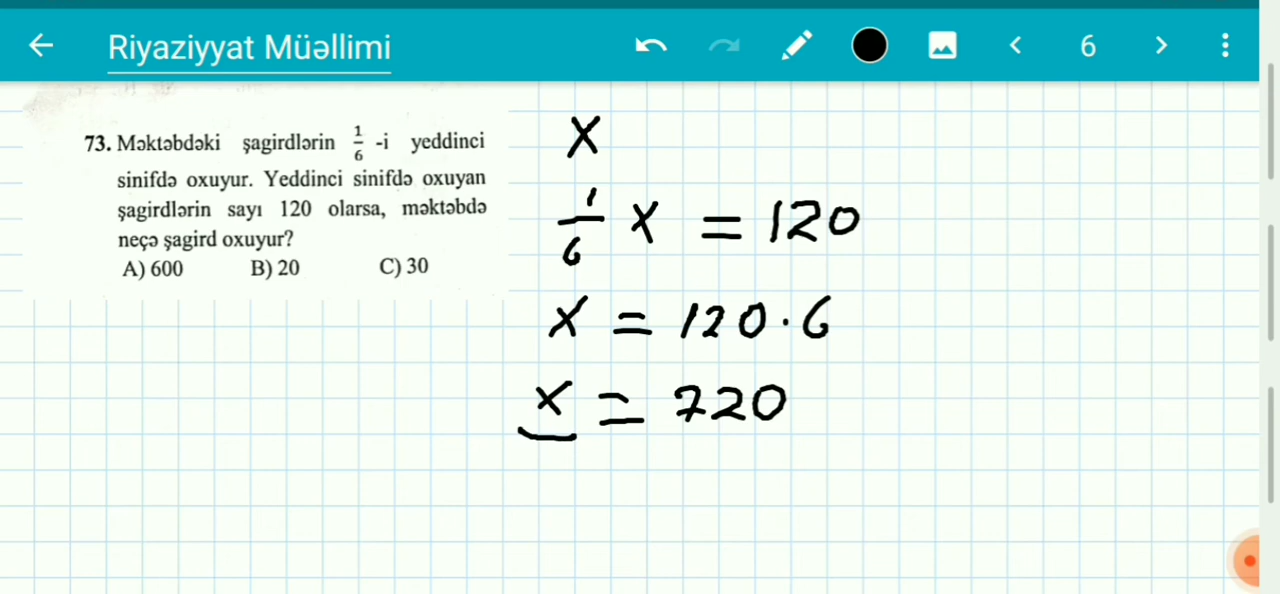 Riyaziyyat Müəllimi
6
73. Məktəbdəki şagirdlərin 1/6 -i yeddinci
sinifdə oxuyur. Yeddinci sinifdə oxuyan
şagirdlərin sayı 120 olarsa, məktəbdə
neçə şagird oxuyur?
A) 600 B) 20 C) 30
x
1/6 x = 120
x = 120 · 6
x = 720